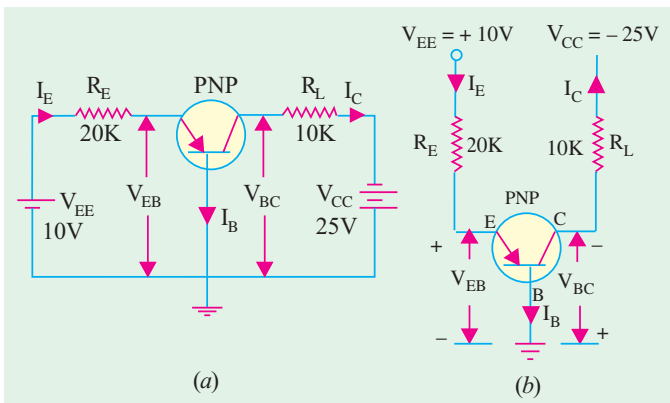 I_E
R_E
20K
PNP
R_L
10K
I_C
V_EE
10V
V_EB
I_B
V_BC
V_CC
25V
(a)
V_EE = + 10V
V_CC = – 25V
I_E
I_C
R_E
20K
10K
R_L
PNP
E
C
+
–
V_EB
V_BC
B
I_B
–
+
(b)